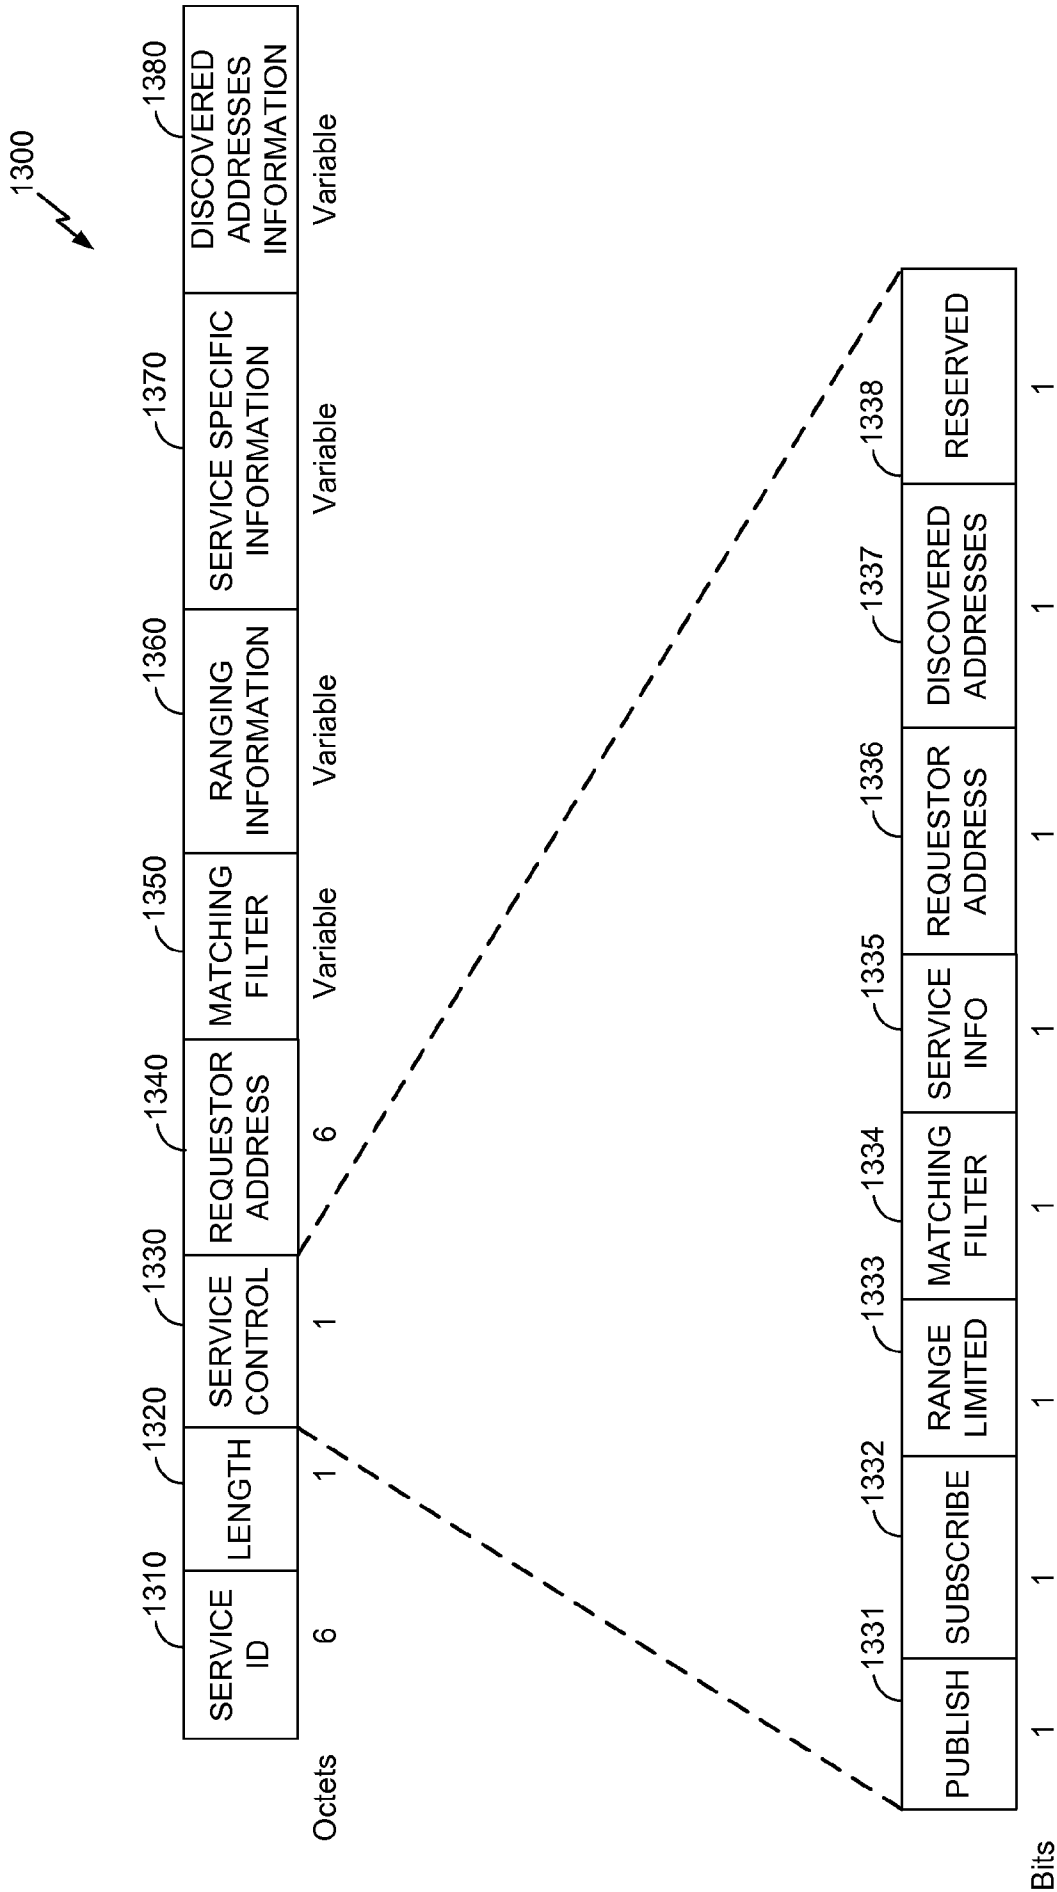 1300
1310
1320
1330
1340
1350
1360
1370
1380
SERVICE
ID
LENGTH
SERVICE
CONTROL
REQUESTOR
ADDRESS
MATCHING
FILTER
RANGING
INFORMATION
SERVICE SPECIFIC
INFORMATION
DISCOVERED
ADDRESSES
INFORMATION
Octets
6
1
1
6
Variable
Variable
Variable
Variable
1331
1332
1333
1334
1335
1336
1337
1338
PUBLISH
SUBSCRIBE
RANGE
LIMITED
MATCHING
FILTER
SERVICE
INFO
REQUESTOR
ADDRESS
DISCOVERED
ADDRESSES
RESERVED
Bits
1
1
1
1
1
1
1
1